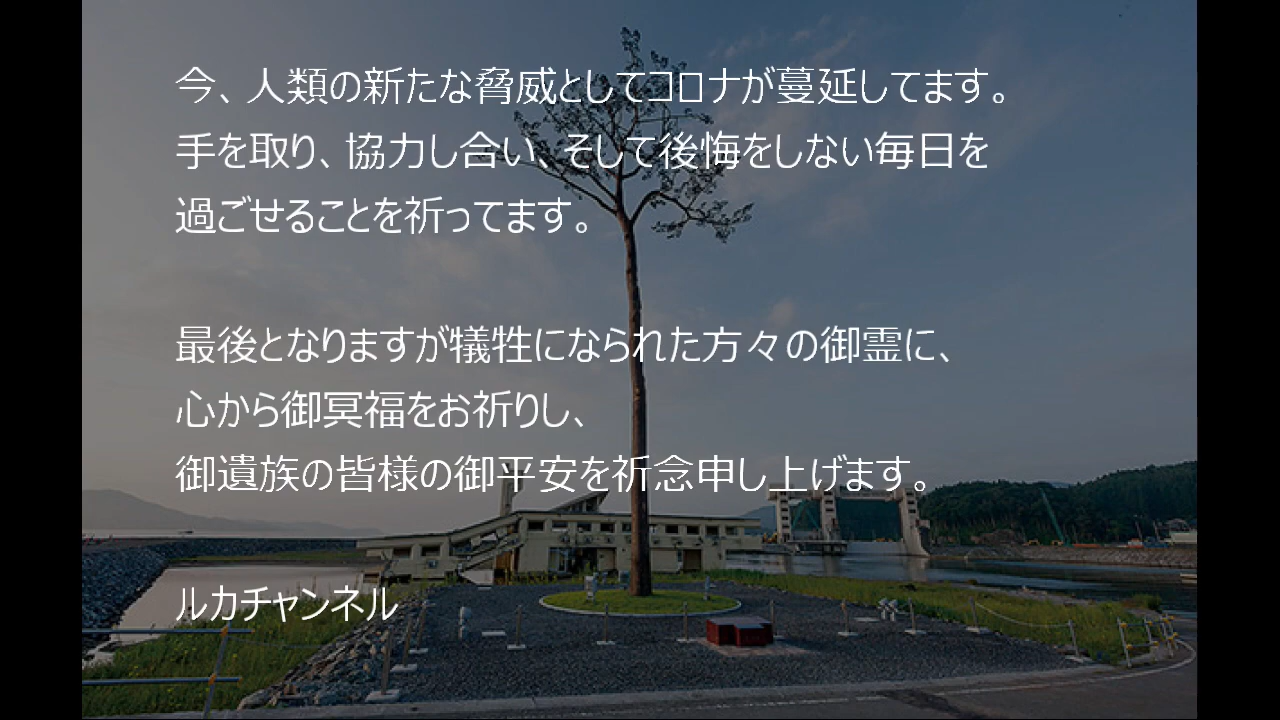 今、人類の新たな脅威としてコロナが蔓延してます。
手を取り、協力し合い、そして後悔をしない毎日を
過ごせることを祈ってます。
最後となりますが犠牲になられた方々の御霊に、
心から御冥福をお祈りし、
御遺族の皆様の御平安を祈念申し上げます。
ルカチャンネル